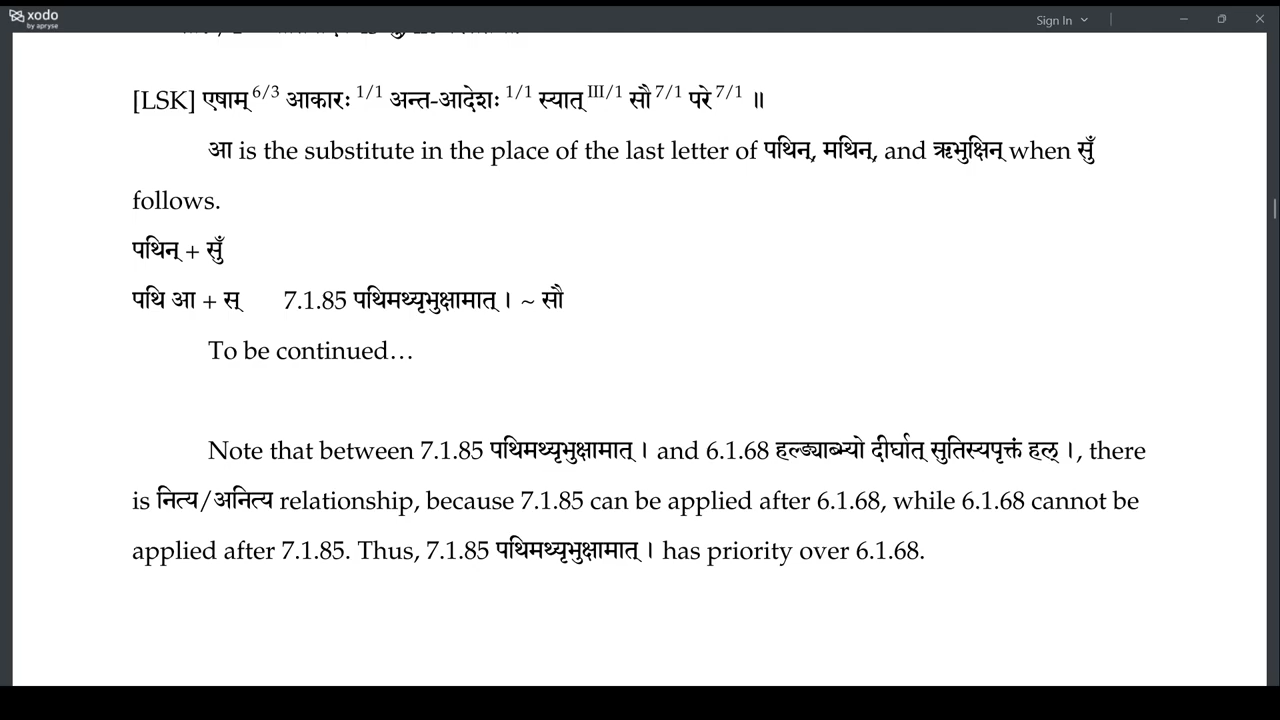 xodo
by apryse
Sign In
[LSK] एषाम् 6/3 आकारः 1/1 अन्त-आदेशः 1/1 स्यात् III/1 सौ 7/1 परे 7/1 ॥
आ is the substitute in the place of the last letter of पथिन्, मथिन्, and ऋभुक्षिन् when सुँ
follows.
पथिन् + सुँ
पथि आ + स् 7.1.85 पथिमथ्यृभुक्षामात् । ~ सौ
To be continued…
Note that between 7.1.85 पथिमथ्यृभुक्षामात् । and 6.1.68 हल्ङ्याब्भ्यो दीर्घात् सुतिस्यपृक्तं हल् ।, there
is नित्य/अनित्य relationship, because 7.1.85 can be applied after 6.1.68, while 6.1.68 cannot be
applied after 7.1.85. Thus, 7.1.85 पथिमथ्यृभुक्षामात् । has priority over 6.1.68.